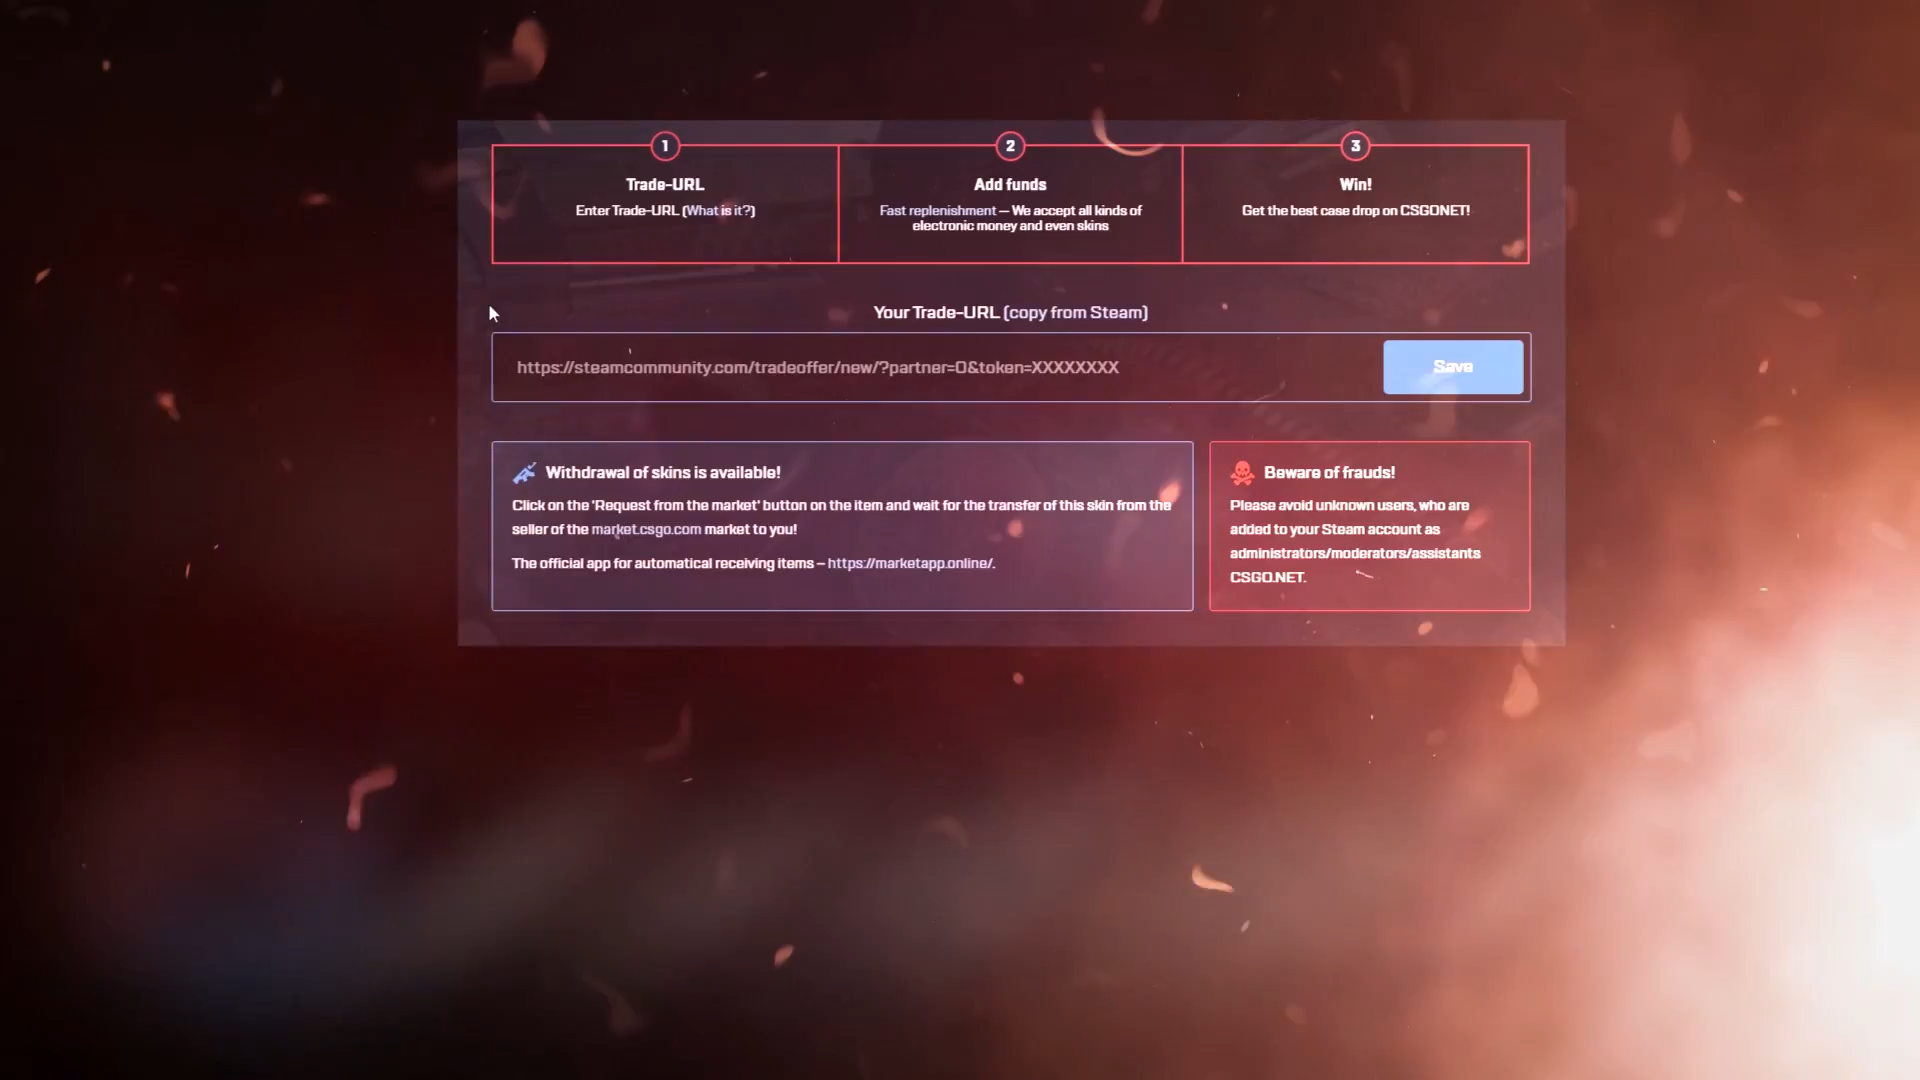 1
Trade-URL
Enter Trade-URL (What is it?)
2
Add funds
Fast replenishment — We accept all kinds of
electronic money and even skins
3
Win!
Get the best case drop on CSGONET!
Your Trade-URL (copy from Steam)
https://steamcommunity.com/tradeoffer/new/?partner=0&token=XXXXXXXX
Save
Withdrawal of skins is available!
Click on the 'Request from the market' button on the item and wait for the transfer of this skin from the
seller of the market.csgo.com market to you!
The official app for automatical receiving items – https://marketapp.online/.
Beware of frauds!
Please avoid unknown users, who are
added to your Steam account as
administrators/moderators/assistants
CSGO.NET.